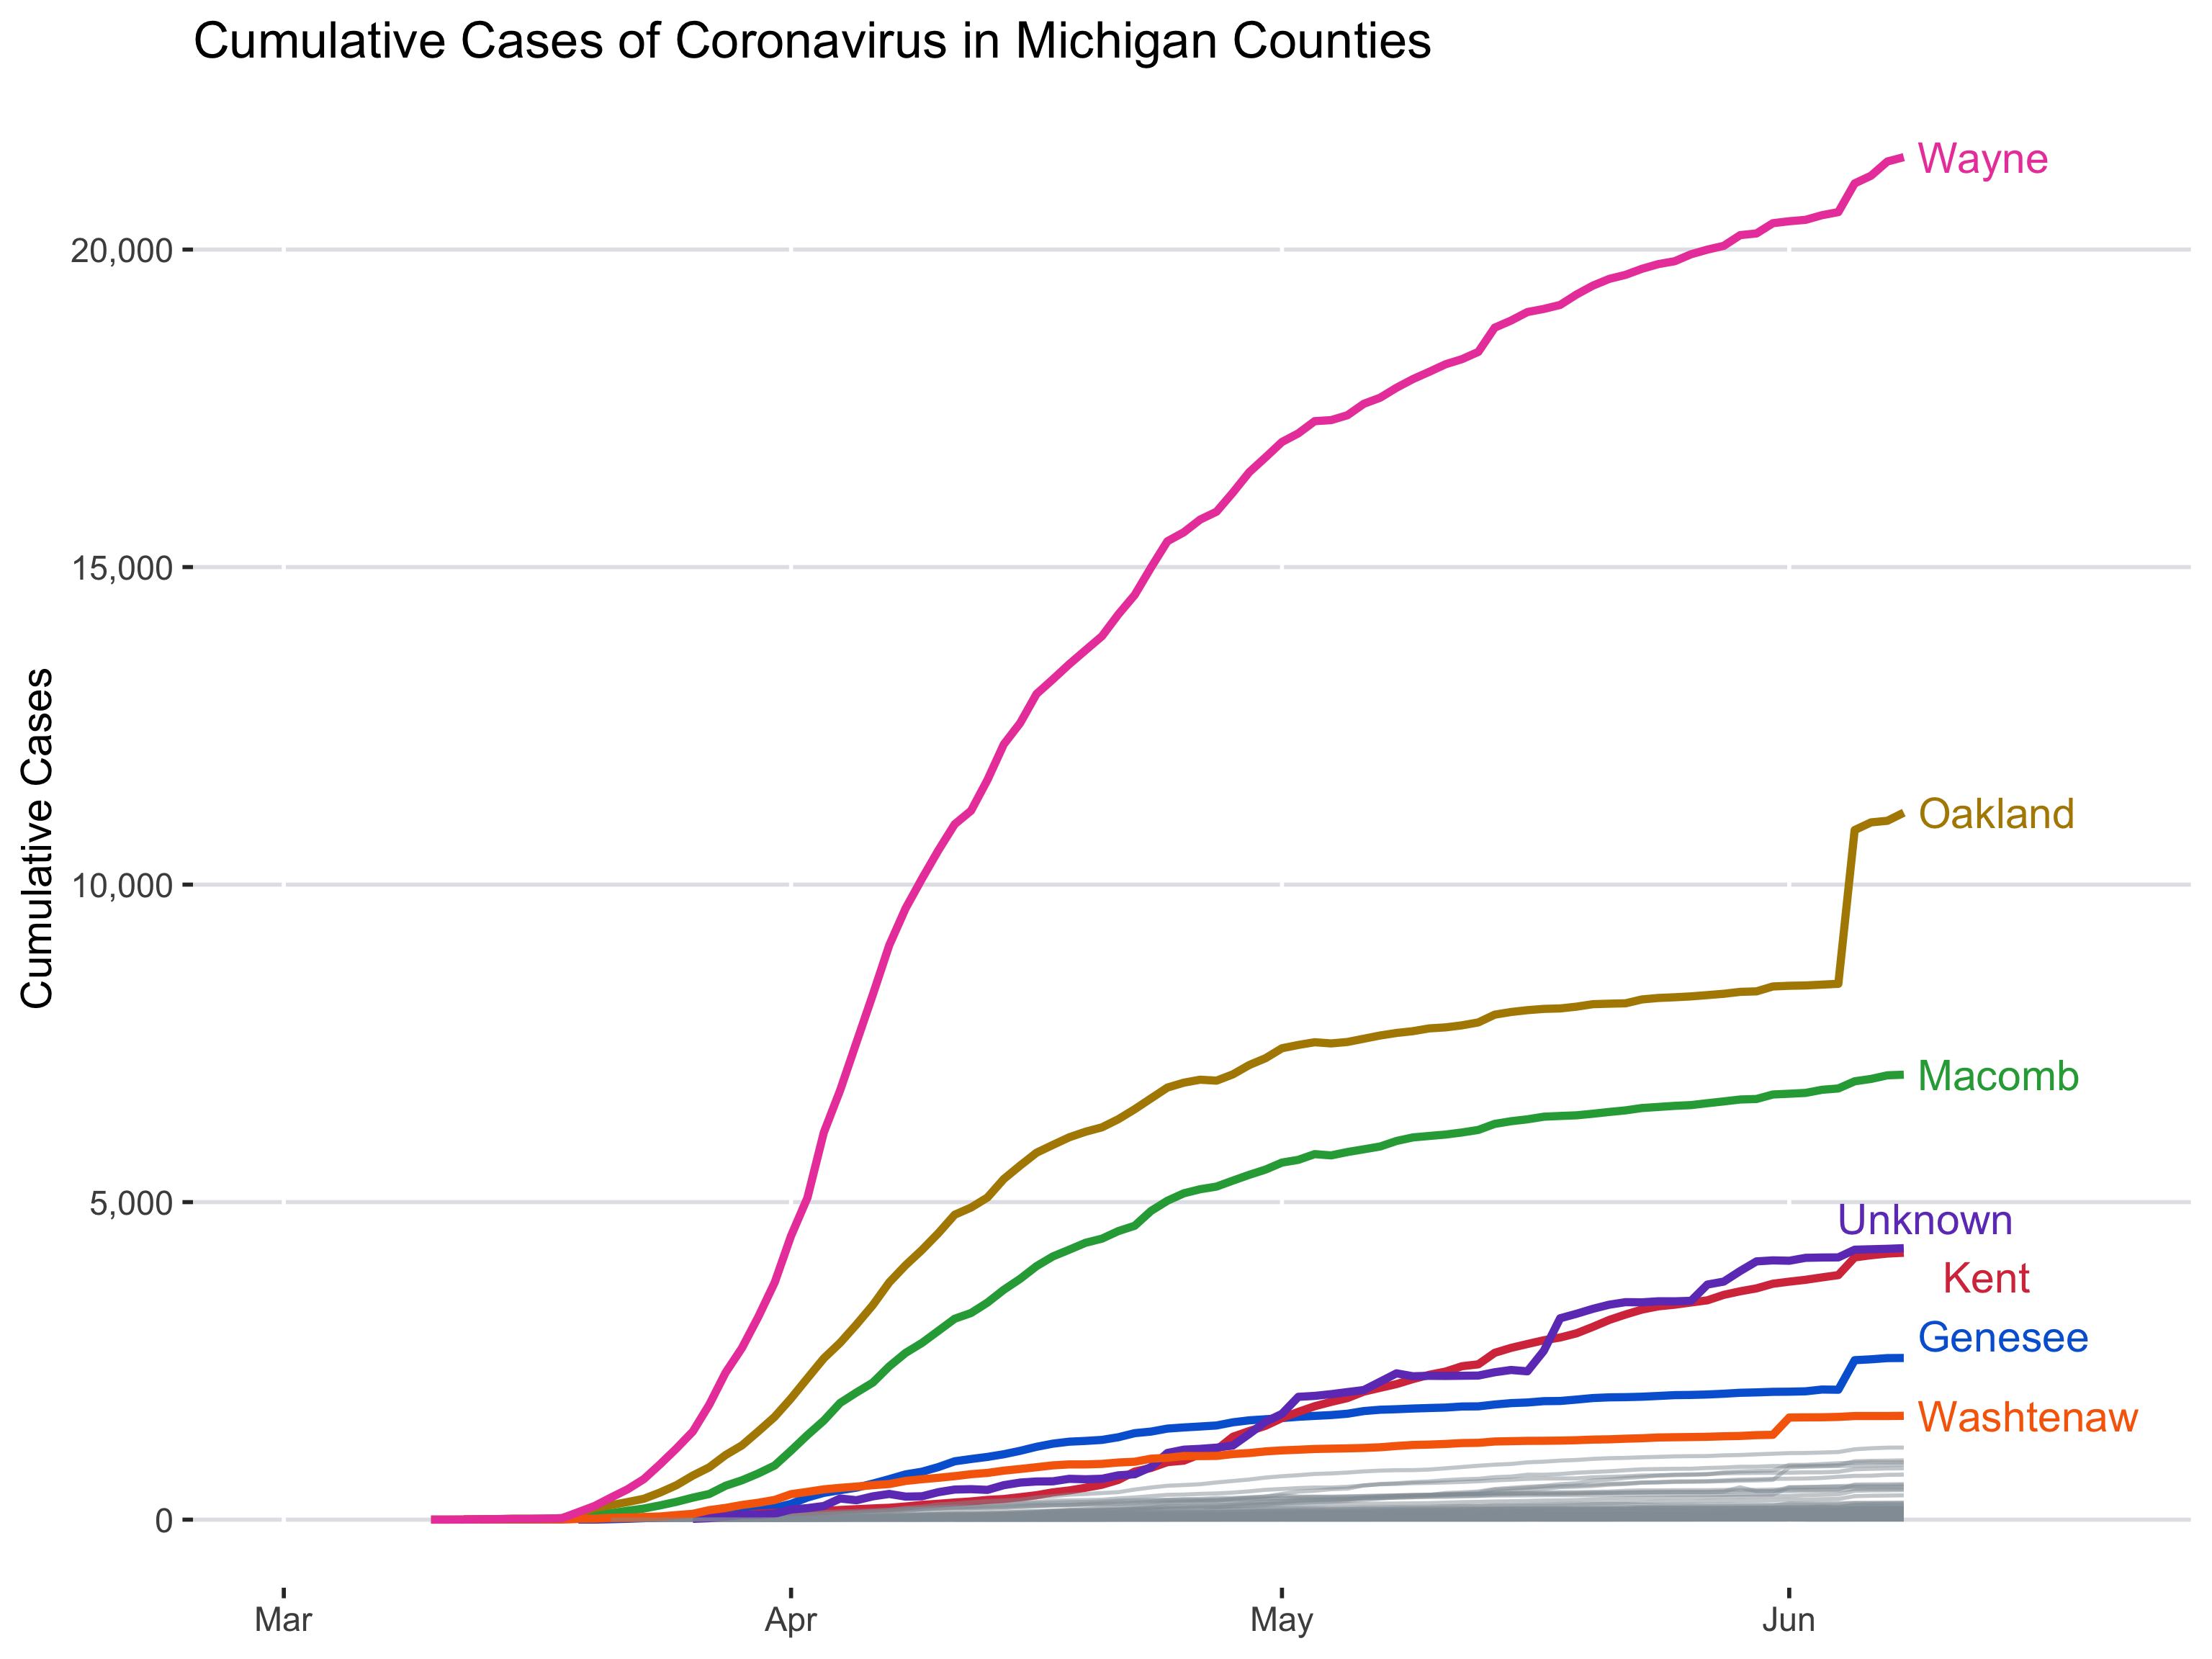 Cumulative Cases of Coronavirus in Michigan Counties
Wayne
20,000
15,000
Cumulative Cases
Oakland
10,000
Macomb
5,000
Unknown
Kent
Genesee
Washtenaw
0
Mar
Apr
May
Jun